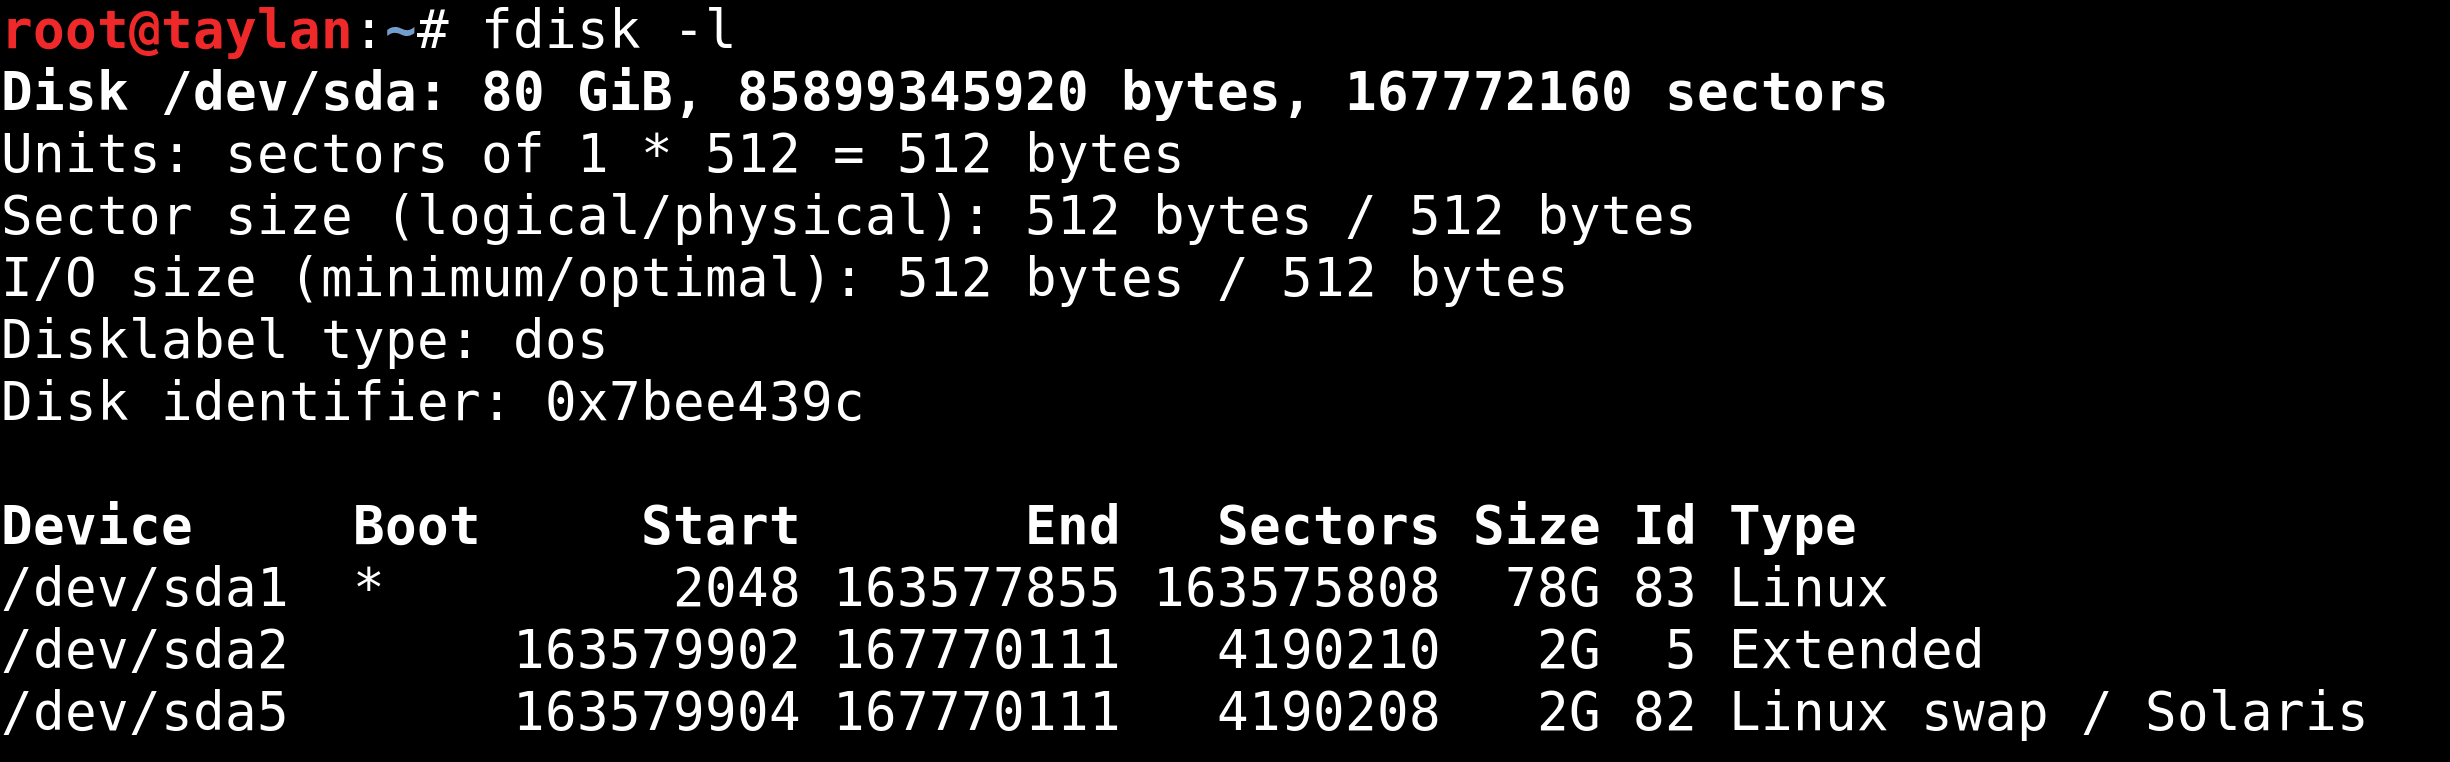 root@taylan:~# fdisk -l
Disk /dev/sda: 80 GiB, 85899345920 bytes, 167772160 sectors
Units: sectors of 1 * 512 = 512 bytes
Sector size (logical/physical): 512 bytes / 512 bytes
I/O size (minimum/optimal): 512 bytes / 512 bytes
Disklabel type: dos
Disk identifier: 0x7bee439c

Device     Boot     Start       End   Sectors Size Id Type
/dev/sda1  *         2048 163577855 163575808  78G 83 Linux
/dev/sda2       163579902 167770111   4190210   2G  5 Extended
/dev/sda5       163579904 167770111   4190208   2G 82 Linux swap / Solaris